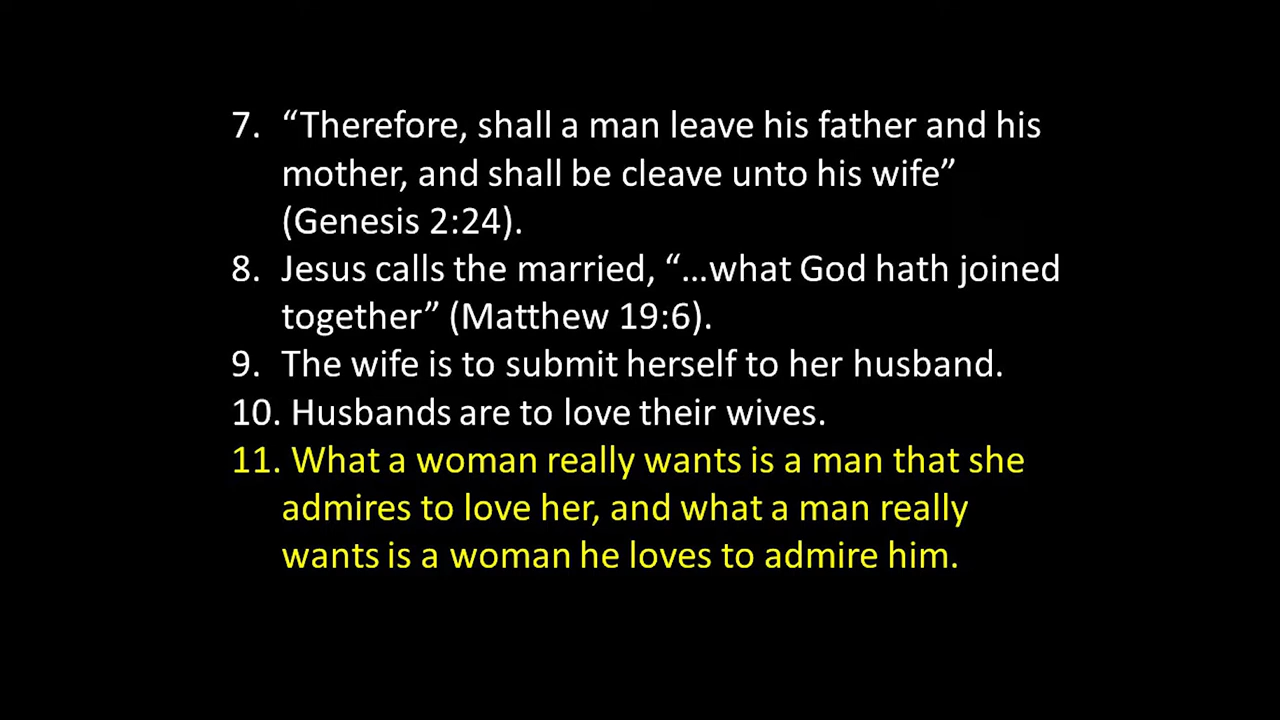 7. “Therefore, shall a man leave his father and his
mother, and shall be cleave unto his wife”
(Genesis 2:24).
8. Jesus calls the married, “…what God hath joined
together” (Matthew 19:6).
9. The wife is to submit herself to her husband.
10. Husbands are to love their wives.
11. What a woman really wants is a man that she
admires to love her, and what a man really
wants is a woman he loves to admire him.